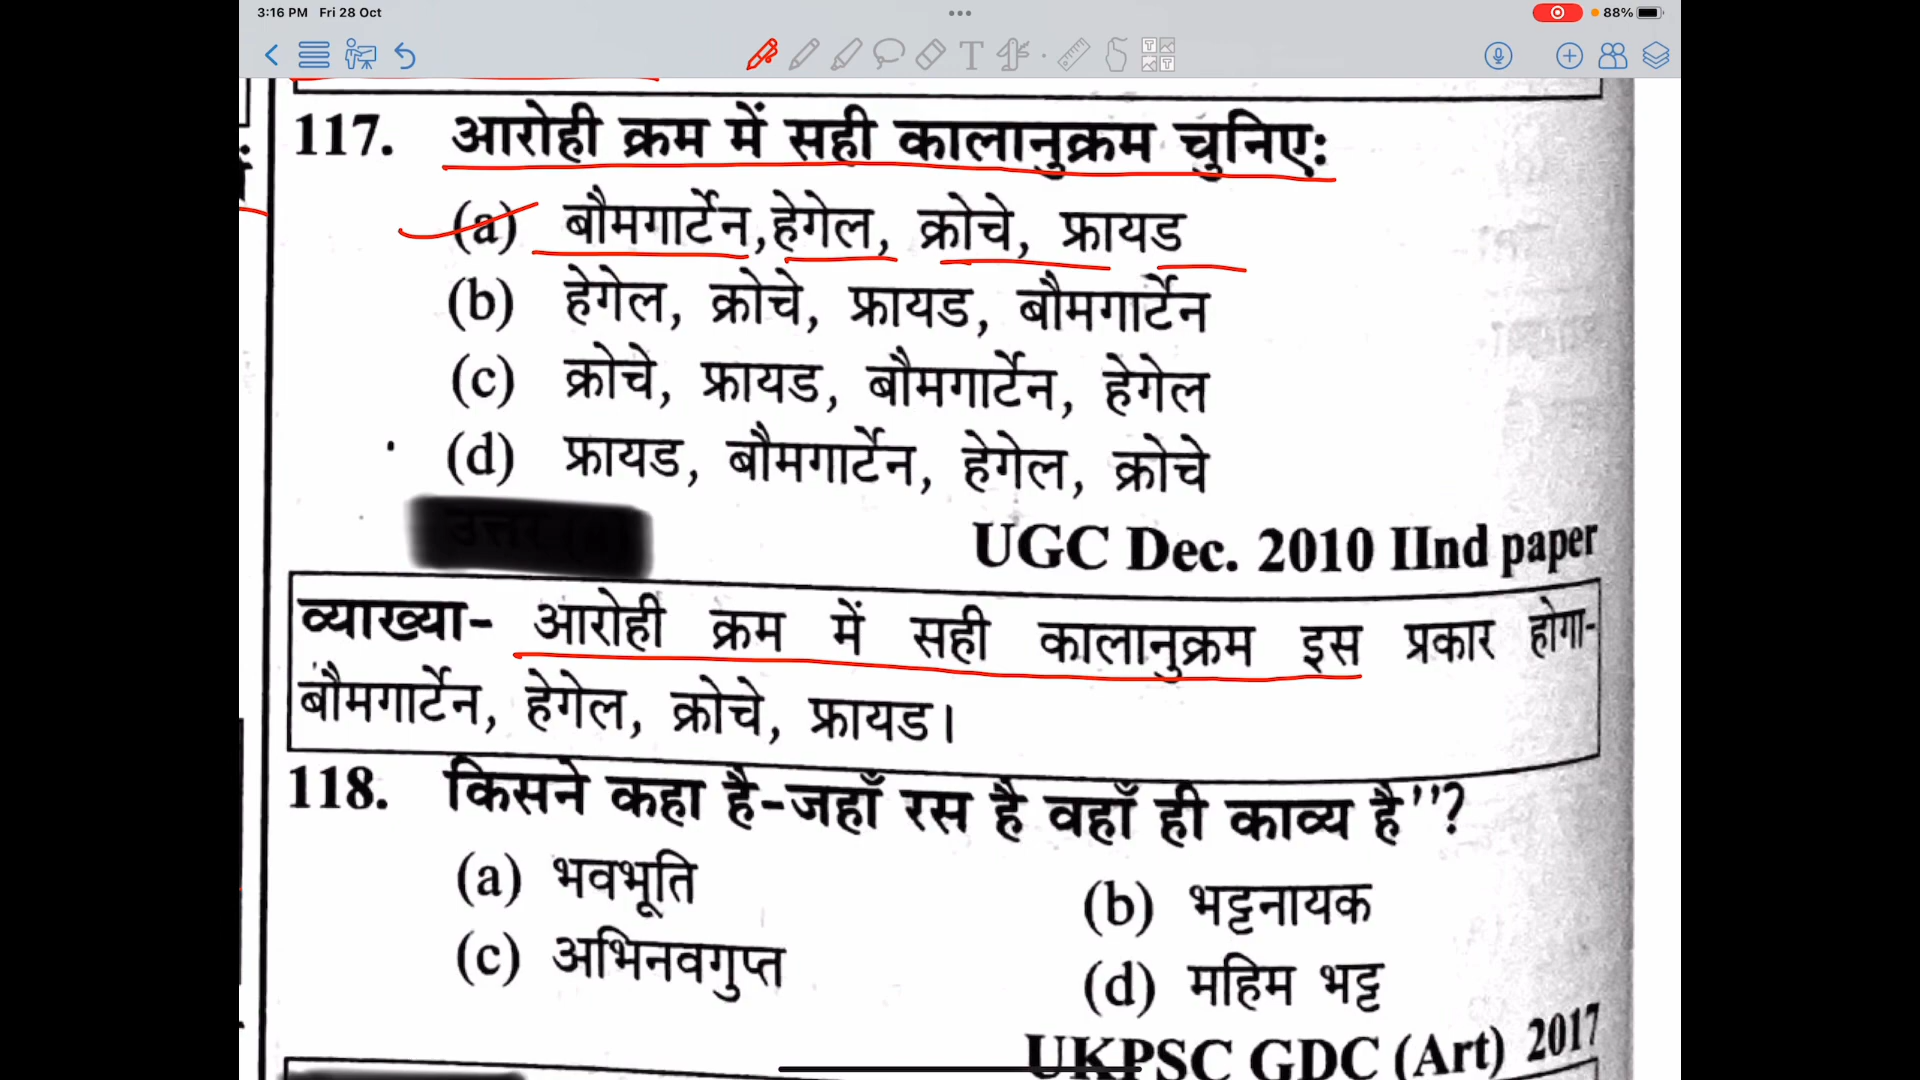 3:16 PM Fri 28 Oct
88%
117. आरोही क्रम में सही कालानुक्रम चुनिए:
(a) बौमगार्टेन, हेगेल, क्रोचे, फ्रायड
(b) हेगेल, क्रोचे, फ्रायड, बौमगार्टेन
(c) क्रोचे, फ्रायड, बौमगार्टेन, हेगेल
(d) फ्रायड, बौमगार्टेन, हेगेल, क्रोचे
UGC Dec. 2010 IInd paper
व्याख्या- आरोही क्रम में सही कालानुक्रम इस प्रकार होगा-
बौमगार्टेन, हेगेल, क्रोचे, फ्रायड।
118. किसने कहा है-जहाँ रस है वहाँ ही काव्य है''?
(a) भवभूति (b) भट्टनायक
(c) अभिनवगुप्त (d) महिम भट्ट
UKPSC GDC (Art) 2017